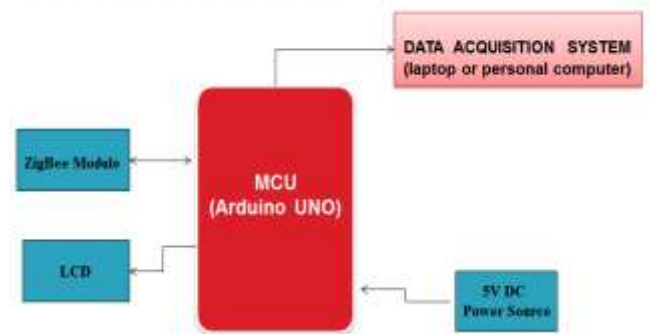 DATA ACQUISITION SYSTEM
(laptop or personal computer)
ZigBee Module
MCU
(Arduino UNO)
LCD
5V DC
Power Source